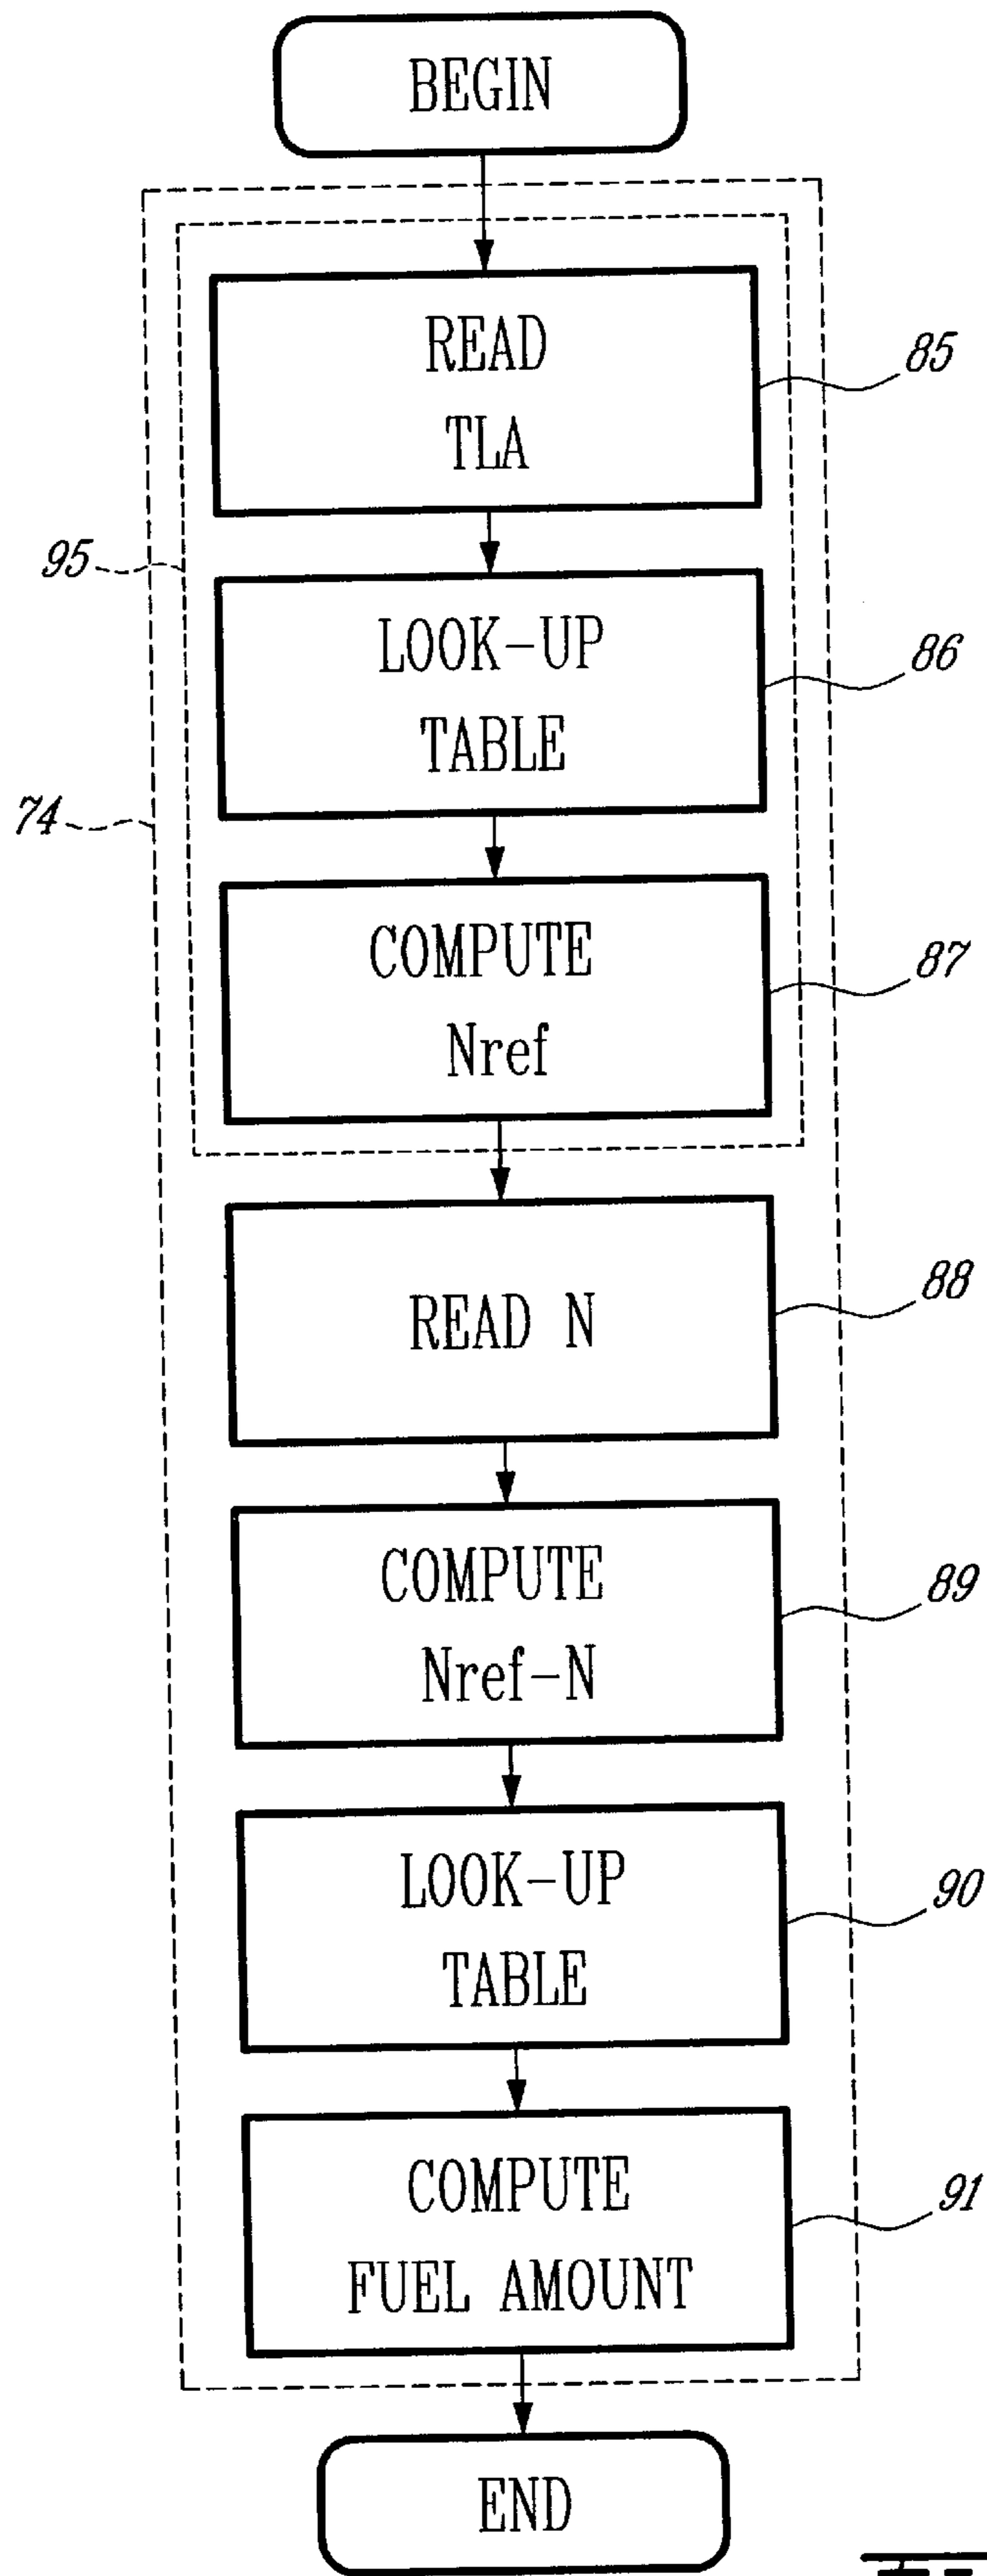 BEGIN
READ
TLA
85
95
LOOK-UP
TABLE
86
74
COMPUTE
Nref
87
READ N
88
COMPUTE
Nref-N
89
LOOK-UP
TABLE
90
COMPUTE
FUEL AMOUNT
91
END